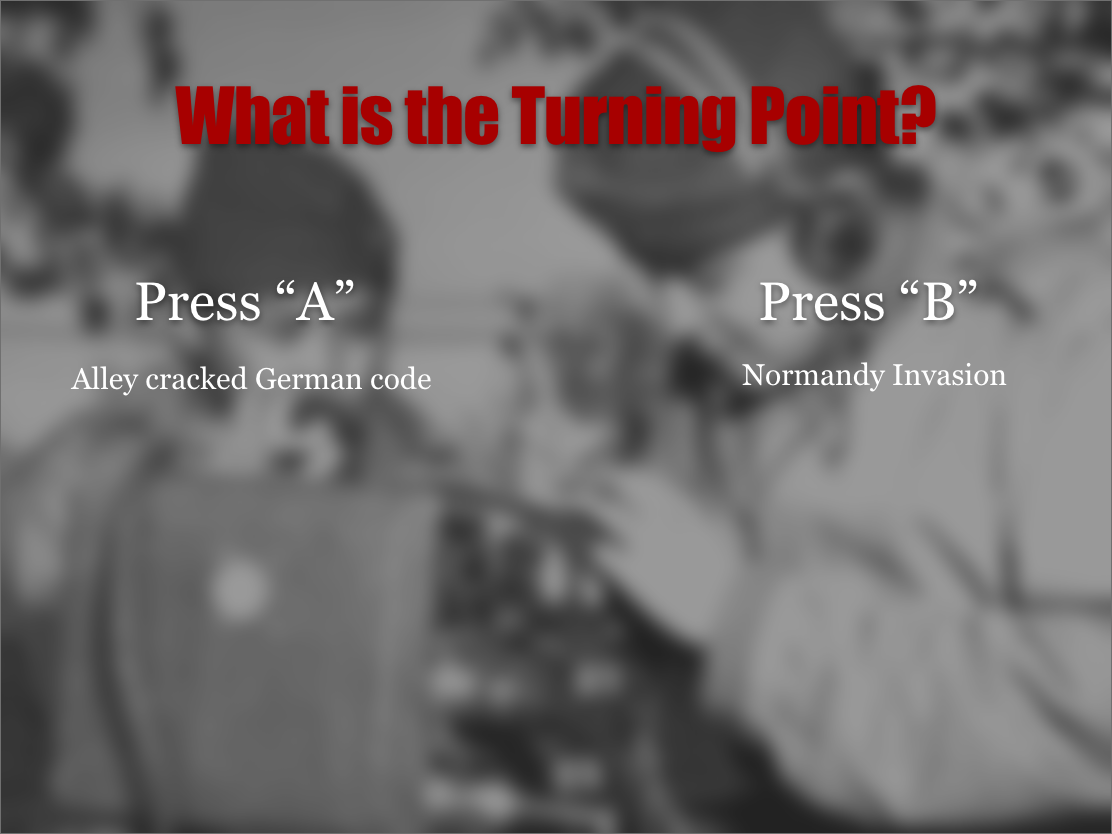 What is the Turning Point?
Press “A”
Press “B”
Alley cracked German code
Normandy Invasion